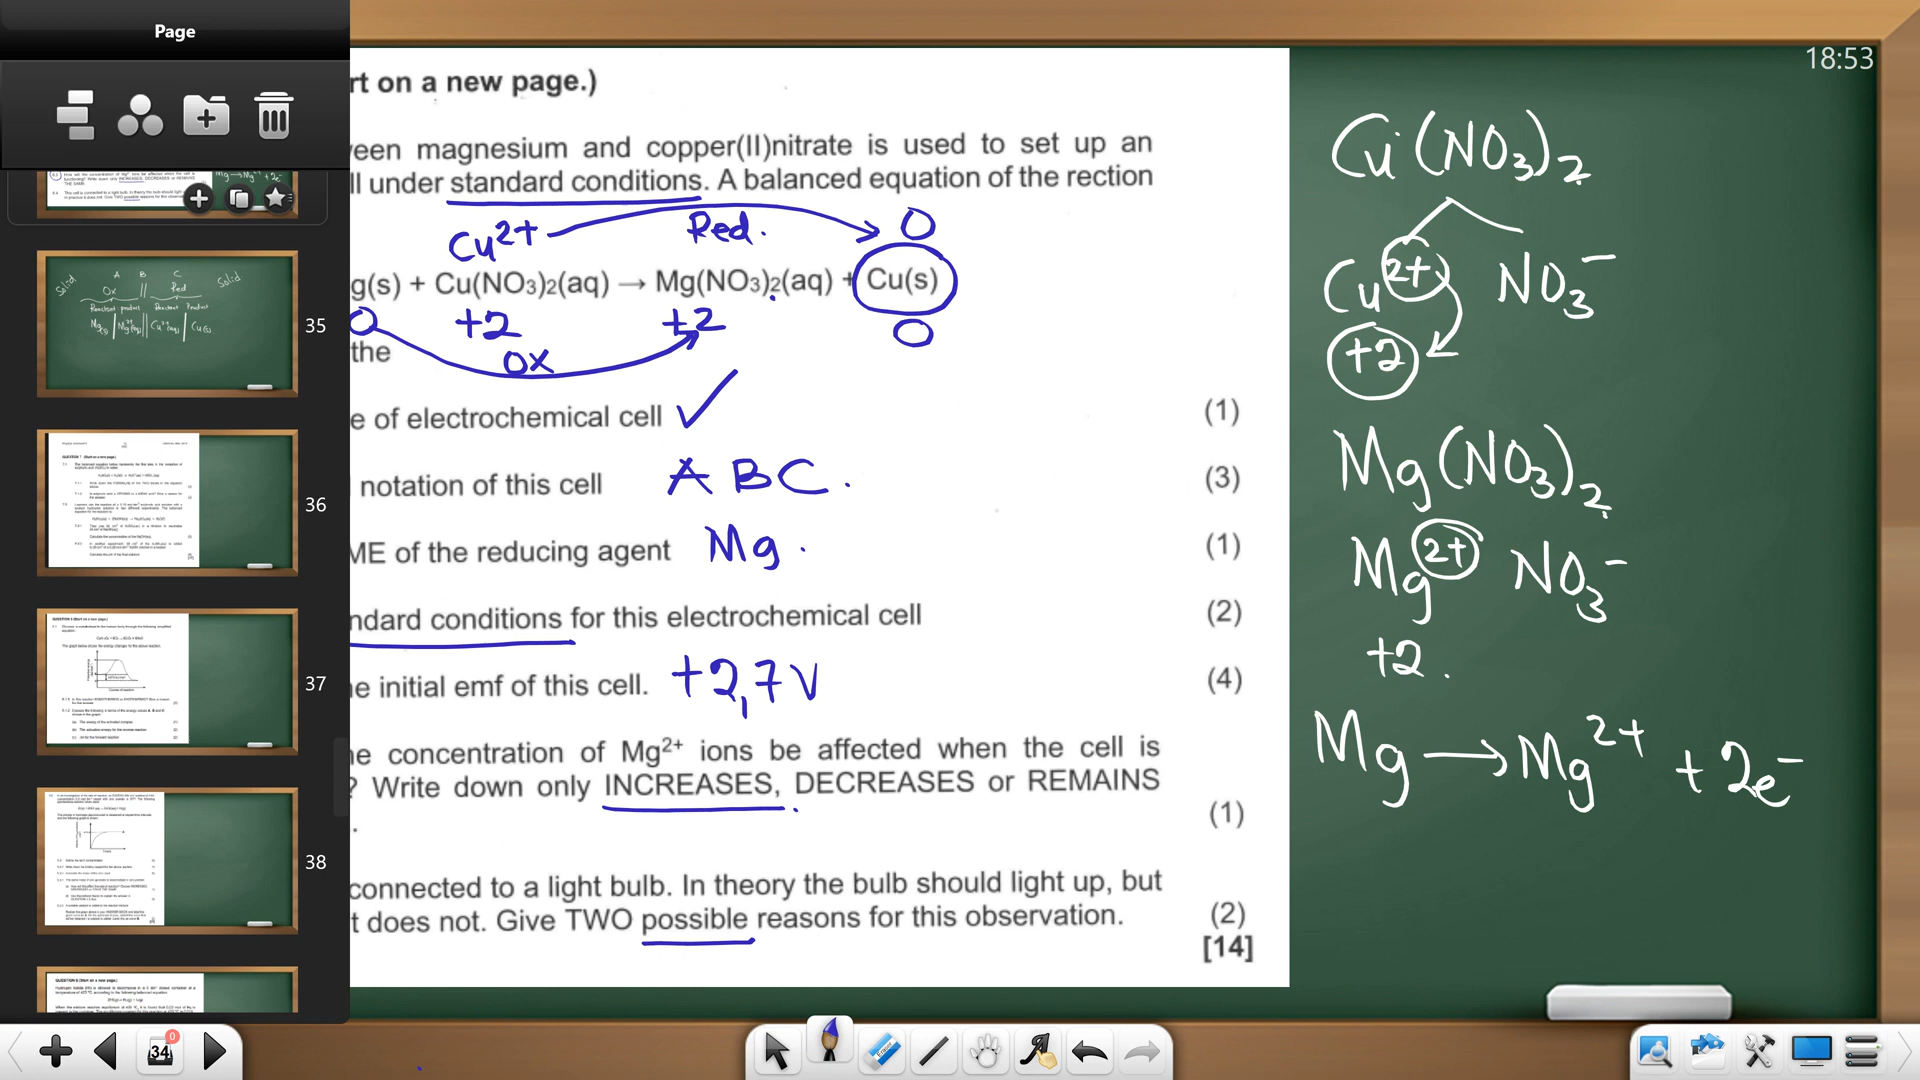 Page
18:53
rt on a new page.)
een magnesium and copper(II)nitrate is used to set up an
ll under standard conditions. A balanced equation of the rection
Cu²⁺ Red. O
g(s) + Cu(NO₃)₂(aq) → Mg(NO₃)₂(aq) + Cu(s)
O +2 +2 O
the
OX
e of electrochemical cell ✓ (1)
notation of this cell A B C. (3)
ME of the reducing agent Mg. (1)
ndard conditions for this electrochemical cell (2)
e initial emf of this cell. +2,7V (4)
e concentration of Mg²⁺ ions be affected when the cell is
? Write down only INCREASES, DECREASES or REMAINS
. (1)
connected to a light bulb. In theory the bulb should light up, but
t does not. Give TWO possible reasons for this observation. (2)
[14]
Cu(NO₃)₂
Cu²⁺ NO₃⁻
+2
Mg(NO₃)₂
Mg²⁺ NO₃⁻
+2.
Mg → Mg²⁺ + 2e⁻
35
36
37
38
34
0
Eraser